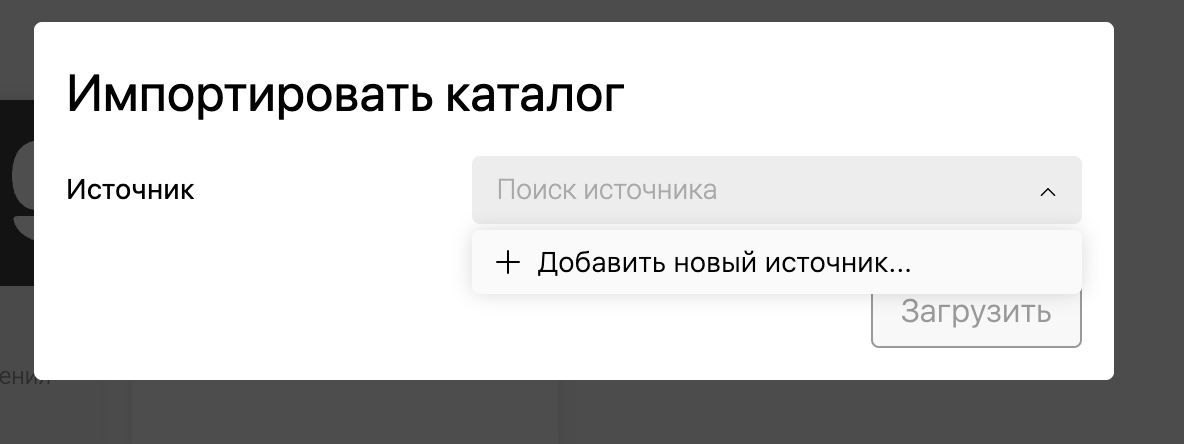 Импортировать каталог
Источник
Поиск источника
Добавить новый источник...
Загрузить